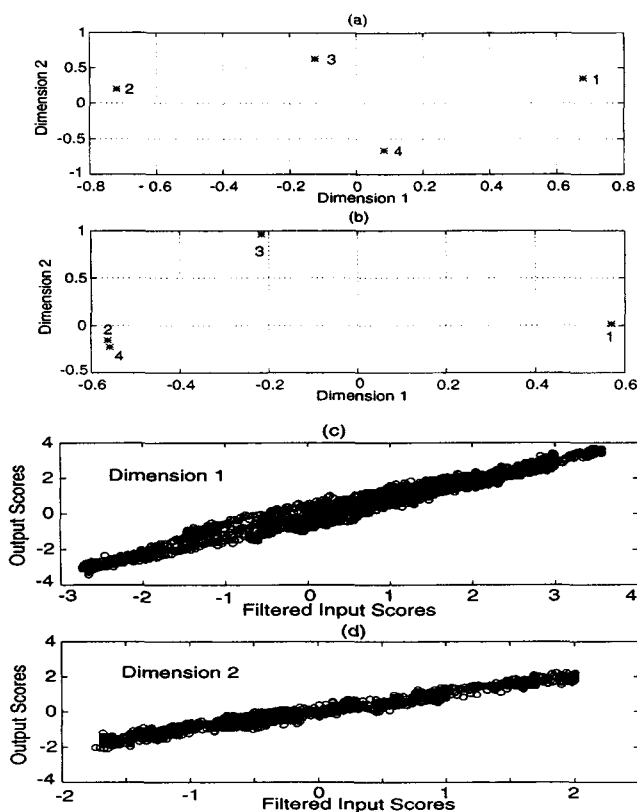 (a)
Dimension 2
1
0.5
0
-0.5
-1
2
3
1
4
-0.8 -0.6 -0.4 -0.2 0 0.2 0.4 0.6 0.8
Dimension 1
(b)
Dimension 2
1
0.5
0
-0.5
3
2
4
1
-0.6 -0.4 -0.2 0 0.2 0.4 0.6
Dimension 1
(c)
Output Scores
4
2
0
-2
-4
Dimension 1
-3 -2 -1 0 1 2 3 4
Filtered Input Scores
(d)
Output Scores
4
2
0
-2
-4
Dimension 2
-2 -1 0 1 2
Filtered Input Scores